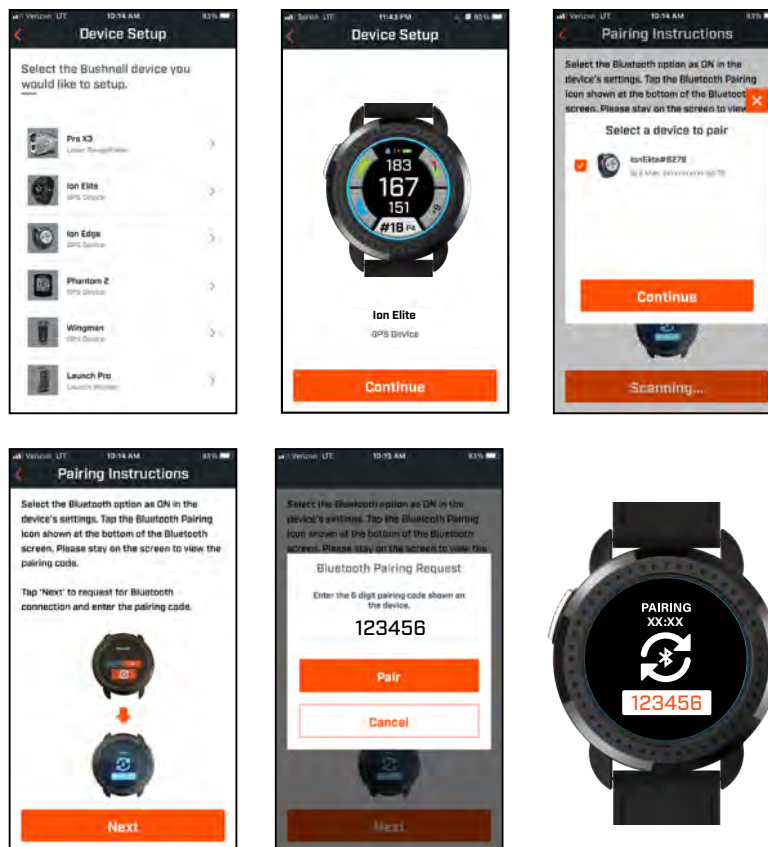 Verizon LTE 10:14 AM 83%
Device Setup
Select the Bushnell device you
would like to setup.
Pro X3
Laser Rangefinder
Ion Elite
GPS Device
Ion Edge
GPS Device
Phantom 2
GPS Device
Wingman
GPS Device
Launch Pro
Launch Monitor
LTE 11:43 PM 85%
Device Setup
183
167
151
#18 P4
Ion Elite
GPS Device
Continue
Verizon LTE 10:14 AM 83%
Pairing Instructions
Select the Bluetooth option as ON in the
device's settings. Tap the Bluetooth Pairing
Icon shown at the bottom of the Bluetooth
screen. Please stay on the screen to view
Select a device to pair
IonElite#8279
Continue
Scanning...
Verizon LTE 10:14 AM 83%
Pairing Instructions
Select the Bluetooth option as ON in the
device's settings. Tap the Bluetooth Pairing
Icon shown at the bottom of the Bluetooth
screen. Please stay on the screen to view the
pairing code.
Tap 'Next' to request for Bluetooth
connection and enter the pairing code.
Next
Verizon LTE 10:15 AM 83%
Select the Bluetooth option as ON in the
device's settings. Tap the Bluetooth Pairing
Icon shown at the bottom of the Bluetooth
screen. Please stay on the screen to view the
Bluetooth Pairing Request
Enter the 6 digit pairing code shown on
the device.
123456
Pair
Cancel
Next
PAIRING
XX:XX
123456